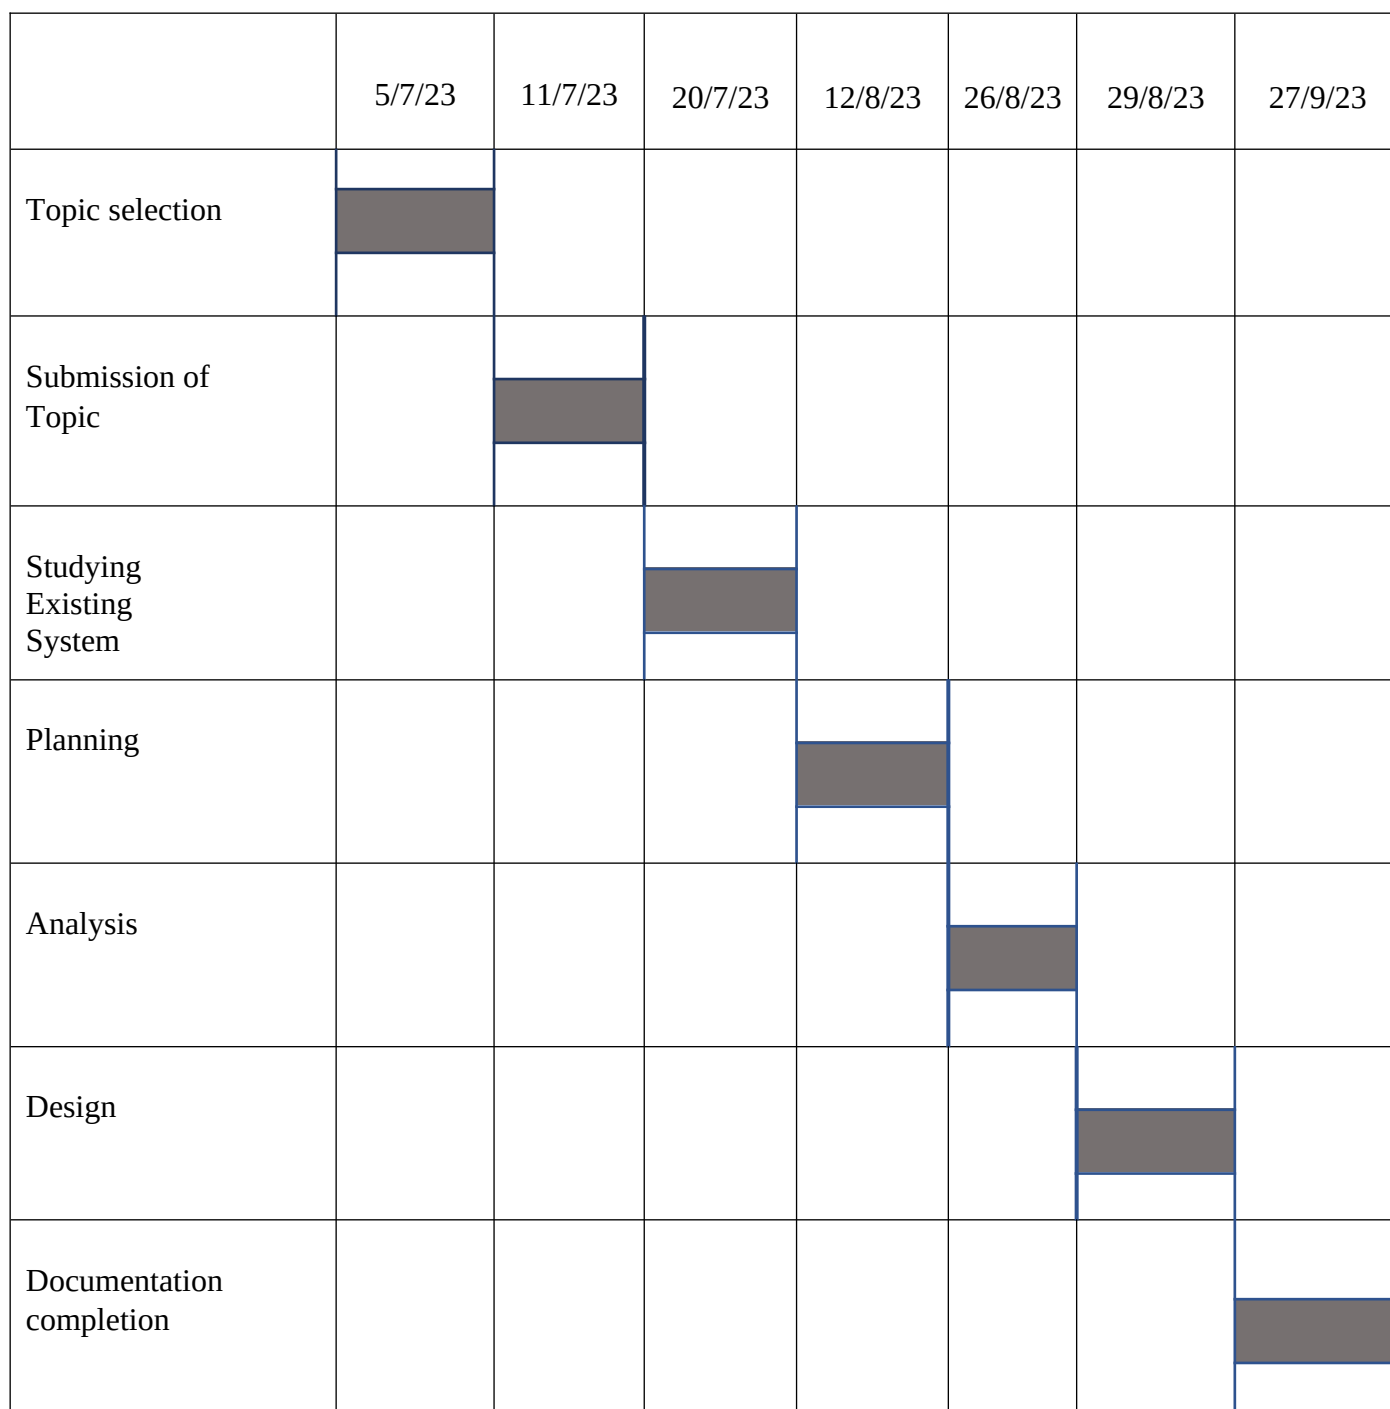 5/7/23 11/7/23 20/7/23 12/8/23 26/8/23 29/8/23 27/9/23
Topic selection
Submission of
Topic
Studying
Existing
System
Planning
Analysis
Design
Documentation
completion